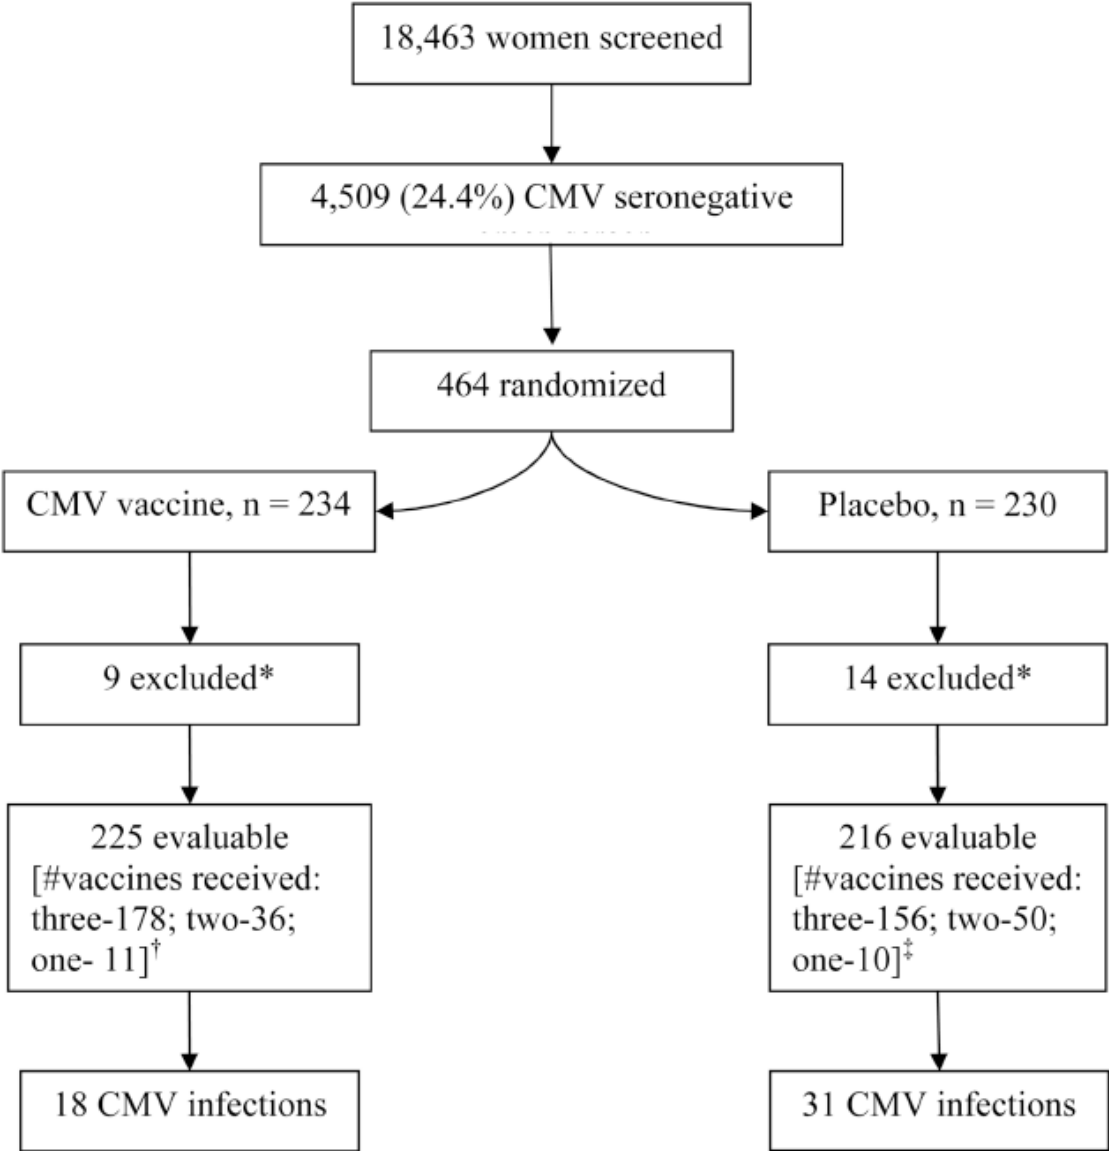 18,463 women screened
4,509 (24.4%) CMV seronegative
464 randomized
CMV vaccine, n = 234
Placebo, n = 230
9 excluded*
14 excluded*
225 evaluable
[#vaccines received:
three-178; two-36;
one- 11]†
216 evaluable
[#vaccines received:
three-156; two-50;
one-10]‡
18 CMV infections
31 CMV infections